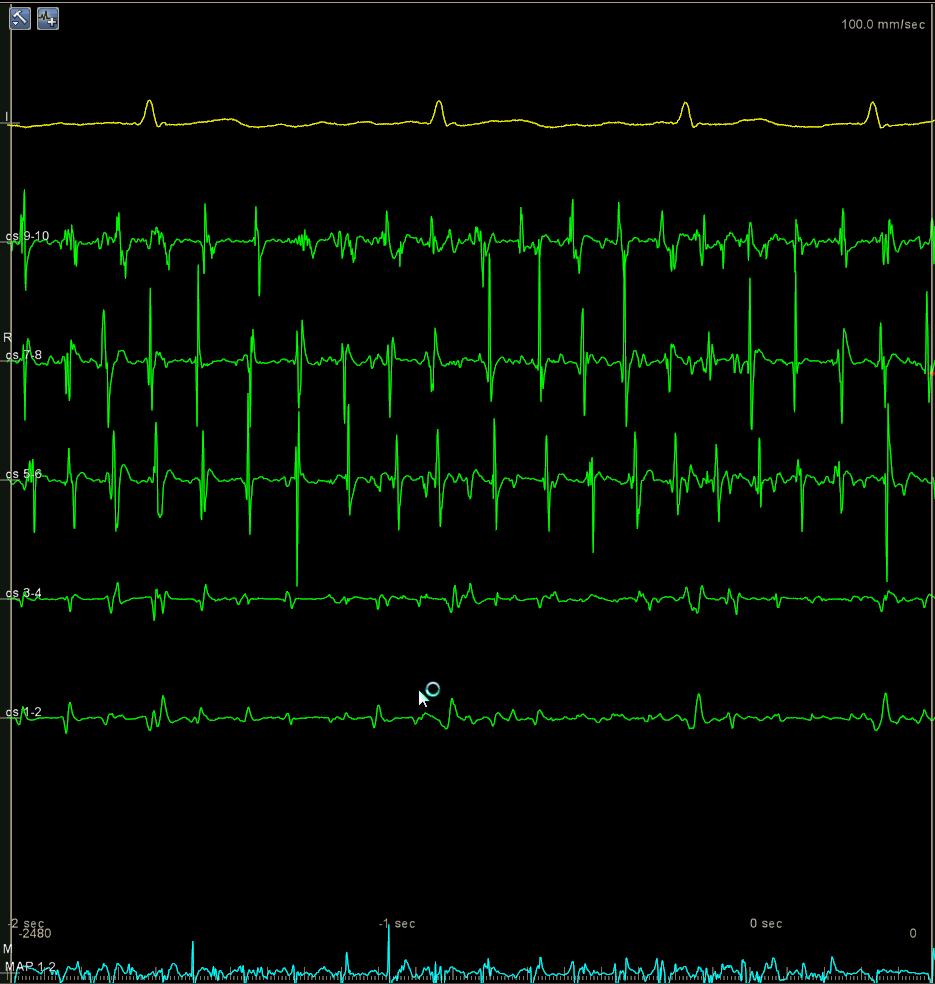 100.0 mm/sec
I
cs 9-10
R
cs 7-8
cs 5-6
cs 3-4
cs 1-2
-2 sec
-1 sec
0 sec
-2480
0
M
MAP 1-2